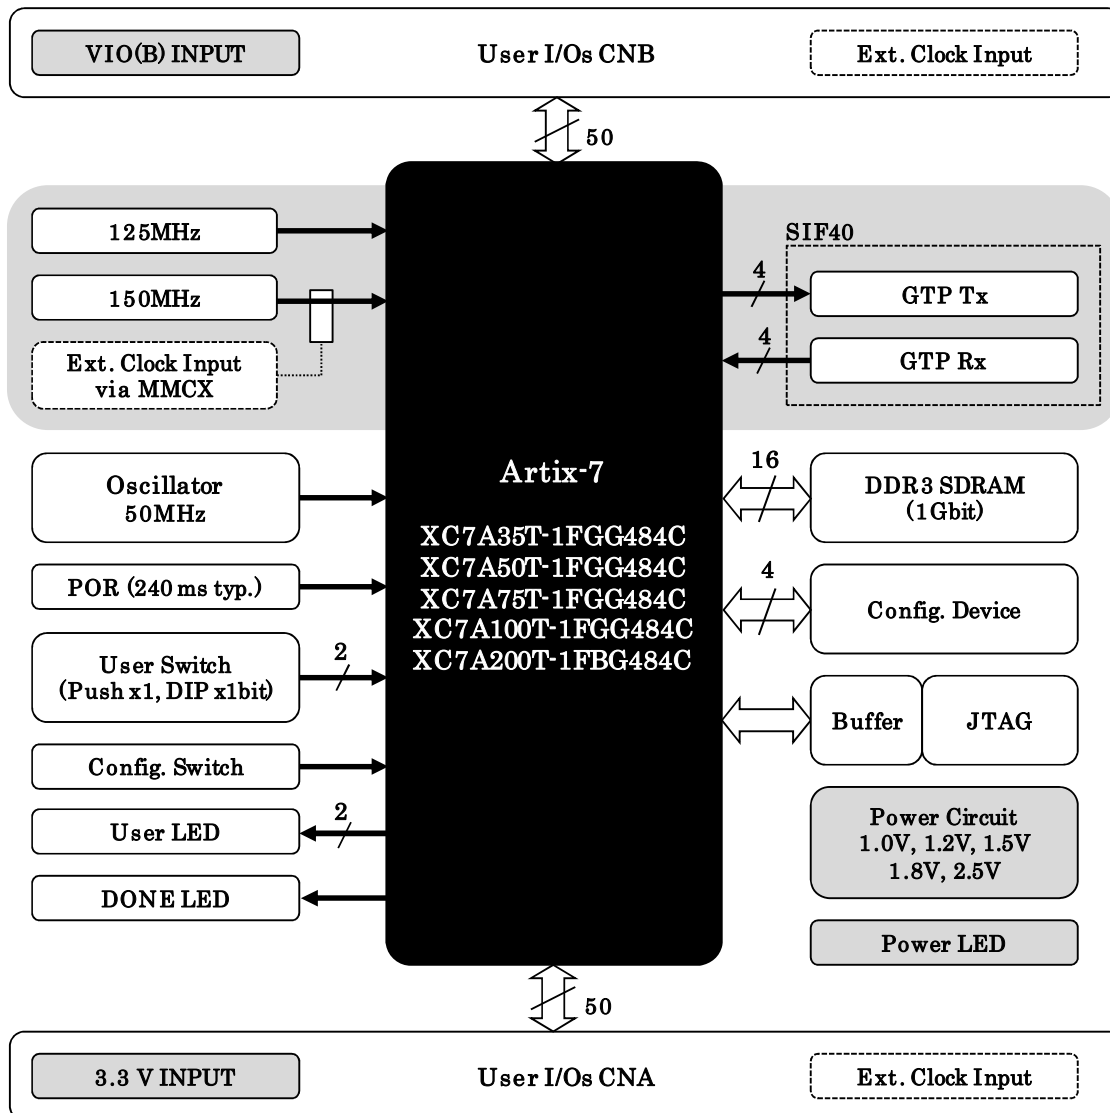 VIO(B) INPUT
User I/Os CNB
Ext. Clock Input
50
125MHz
150MHz
Ext. Clock Input
via MMCX
SIF40
4
GTP Tx
4
GTP Rx
Oscillator
50MHz
POR (240 ms typ.)
User Switch
(Push x1, DIP x1bit)
2
Config. Switch
User LED
2
DONE LED
Artix-7
XC7A35T-1FGG484C
XC7A50T-1FGG484C
XC7A75T-1FGG484C
XC7A100T-1FGG484C
XC7A200T-1FBG484C
16
DDR3 SDRAM
(1Gbit)
4
Config. Device
Buffer
JTAG
Power Circuit
1.0V, 1.2V, 1.5V
1.8V, 2.5V
Power LED
50
3.3 V INPUT
User I/Os CNA
Ext. Clock Input